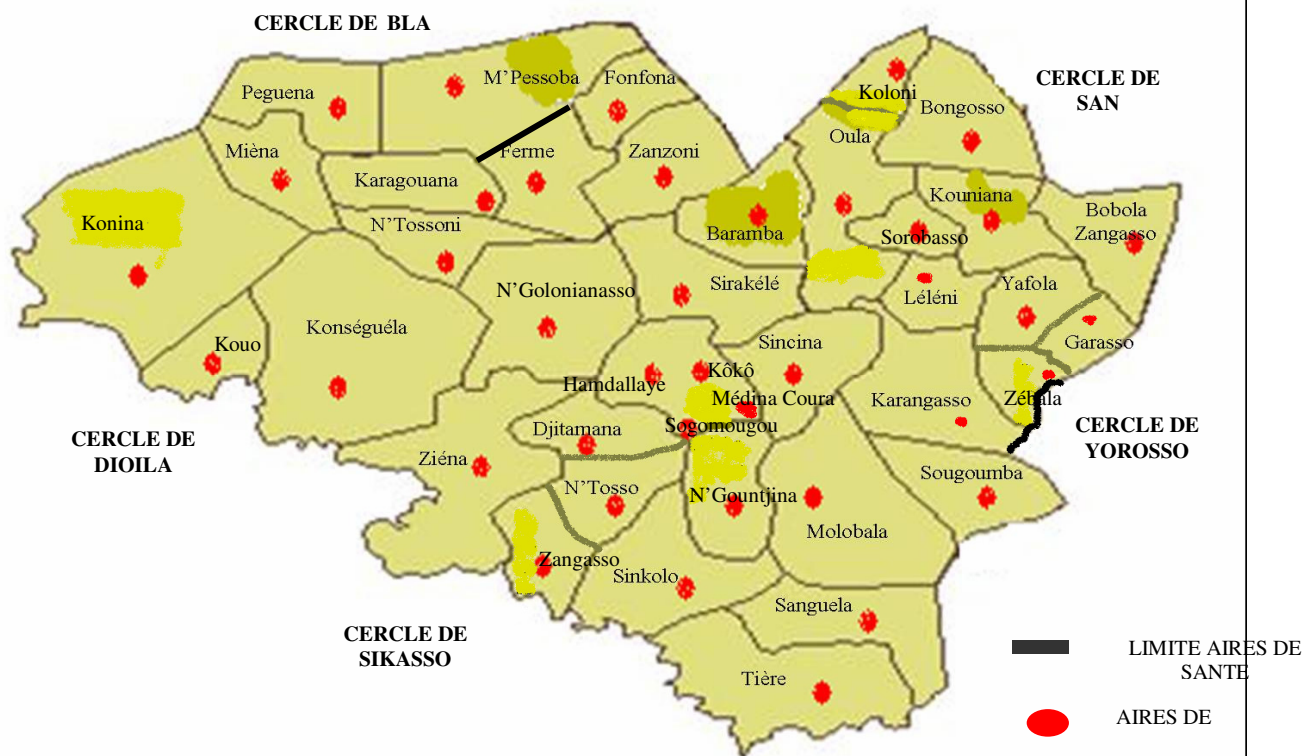 CERCLE DE BLA
M'Pessoba
Fonfona
Peguena
Koloni
CERCLE DE
SAN
Bongosso
Oula
Mièna
Ferme
Zanzoni
Karagouana
Kouniana
Konina
N'Tossoni
Baramba
Sorobasso
Bobola
Zangasso
N'Golonianasso
Sirakélé
Léléni
Yafola
Konséguéla
Kouo
Sincina
Garasso
Hamdallaye
Kôkô
Médina Coura
Karangasso
Zébala
CERCLE DE
DIOILA
Djitamana
Sogomougou
CERCLE DE
YOROSSO
Ziéna
N'Tosso
N'Gountjina
Sougoumba
Molobala
Zangasso
Sinkolo
Sanguela
CERCLE DE
SIKASSO
Tière
LIMITE AIRES DE
SANTE
AIRES DE